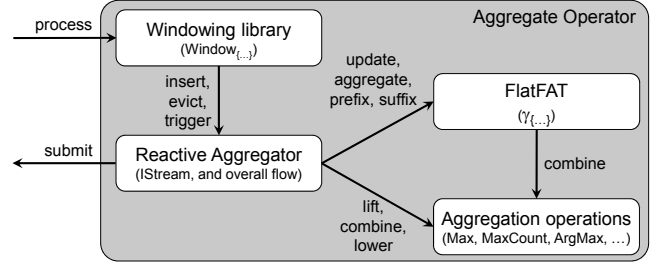 Aggregate Operator
process
Windowing library
(Window{...})
insert,
evict,
trigger
update,
aggregate,
prefix, suffix
FlatFAT
(γ{...})
submit
Reactive Aggregator
(IStream, and overall flow)
combine
lift,
combine,
lower
Aggregation operations
(Max, MaxCount, ArgMax, ...)